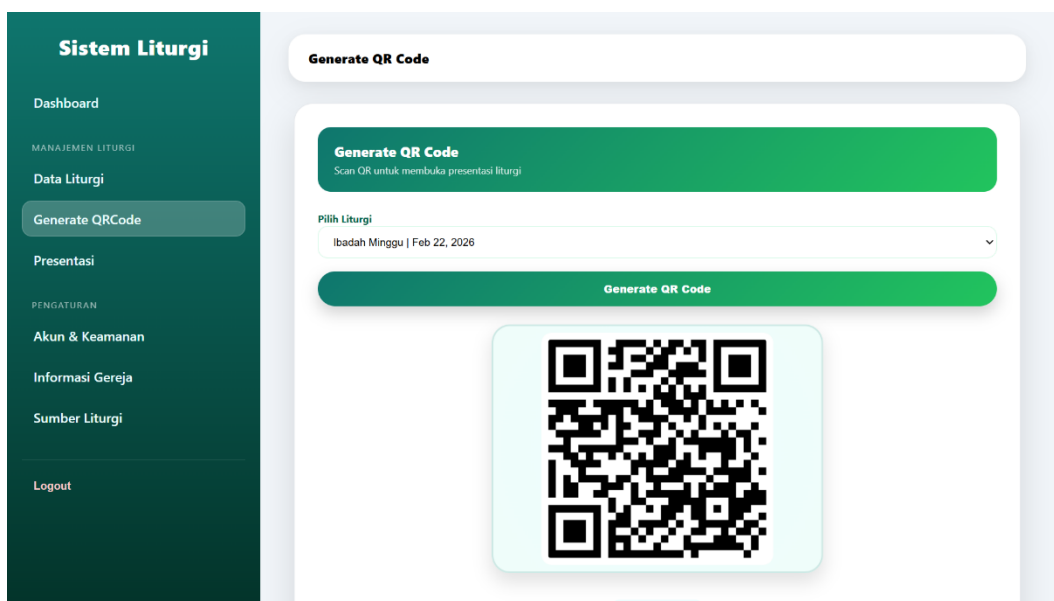 Sistem Liturgi
Dashboard
MANAJEMEN LITURGI
Data Liturgi
Generate QRCode
Presentasi
PENGATURAN
Akun & Keamanan
Informasi Gereja
Sumber Liturgi
Logout
Generate QR Code
Generate QR Code
Scan QR untuk membuka presentasi liturgi
Pilih Liturgi
Ibadah Minggu | Feb 22, 2026
Generate QR Code